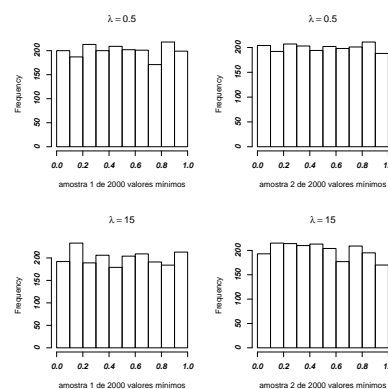 λ = 0.5
Frequency
0 50 100 150 200
0.0 0.2 0.4 0.6 0.8 1.0
amostra 1 de 2000 valores mínimos
λ = 0.5
Frequency
0 50 100 150 200
0.0 0.2 0.4 0.6 0.8 1.0
amostra 2 de 2000 valores mínimos
λ = 15
Frequency
0 50 100 150 200
0.0 0.2 0.4 0.6 0.8 1.0
amostra 1 de 2000 valores mínimos
λ = 15
Frequency
0 50 100 150 200
0.0 0.2 0.4 0.6 0.8 1.0
amostra 2 de 2000 valores mínimos